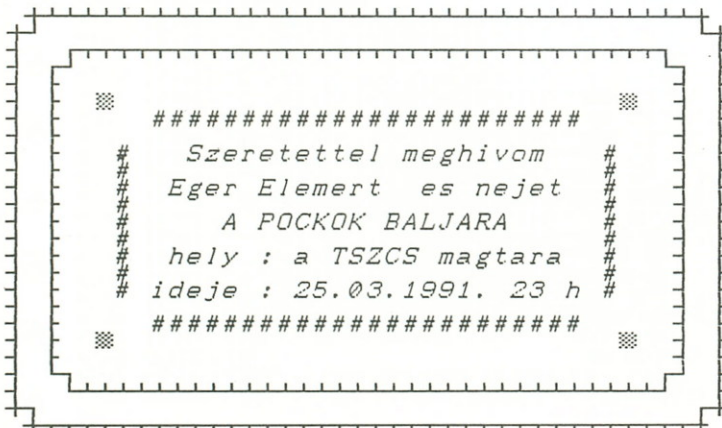 ########################
Szeretettel meghivom
Eger Elemert es nejet
A POCKOK BALJARA
hely : a TSZCS magtara
ideje : 25.03.1991. 23 h
########################